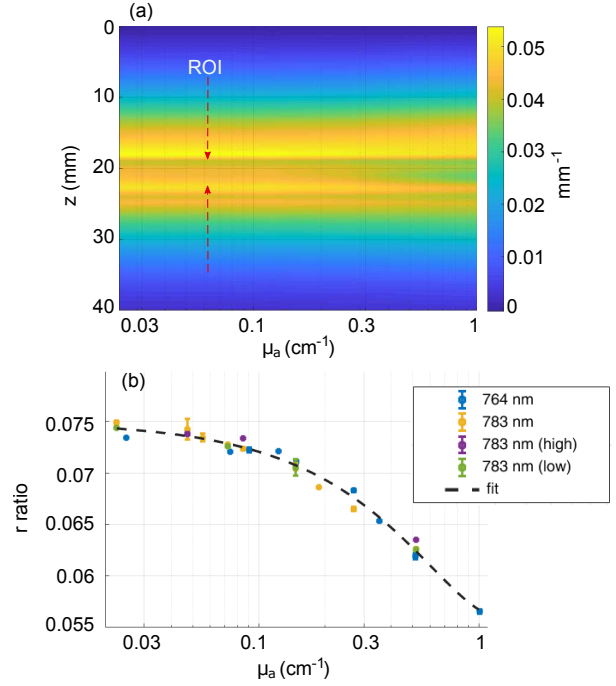 (a)
0
10
20
30
40
z (mm)
ROI
0.03
0.1
0.3
1
μa (cm-1)
0.05
0.04
0.03
0.02
0.01
0
mm-1
(b)
0.075
0.07
0.065
0.06
0.055
r ratio
0.03
0.1
0.3
1
μa (cm-1)
764 nm
783 nm
783 nm (high)
783 nm (low)
fit